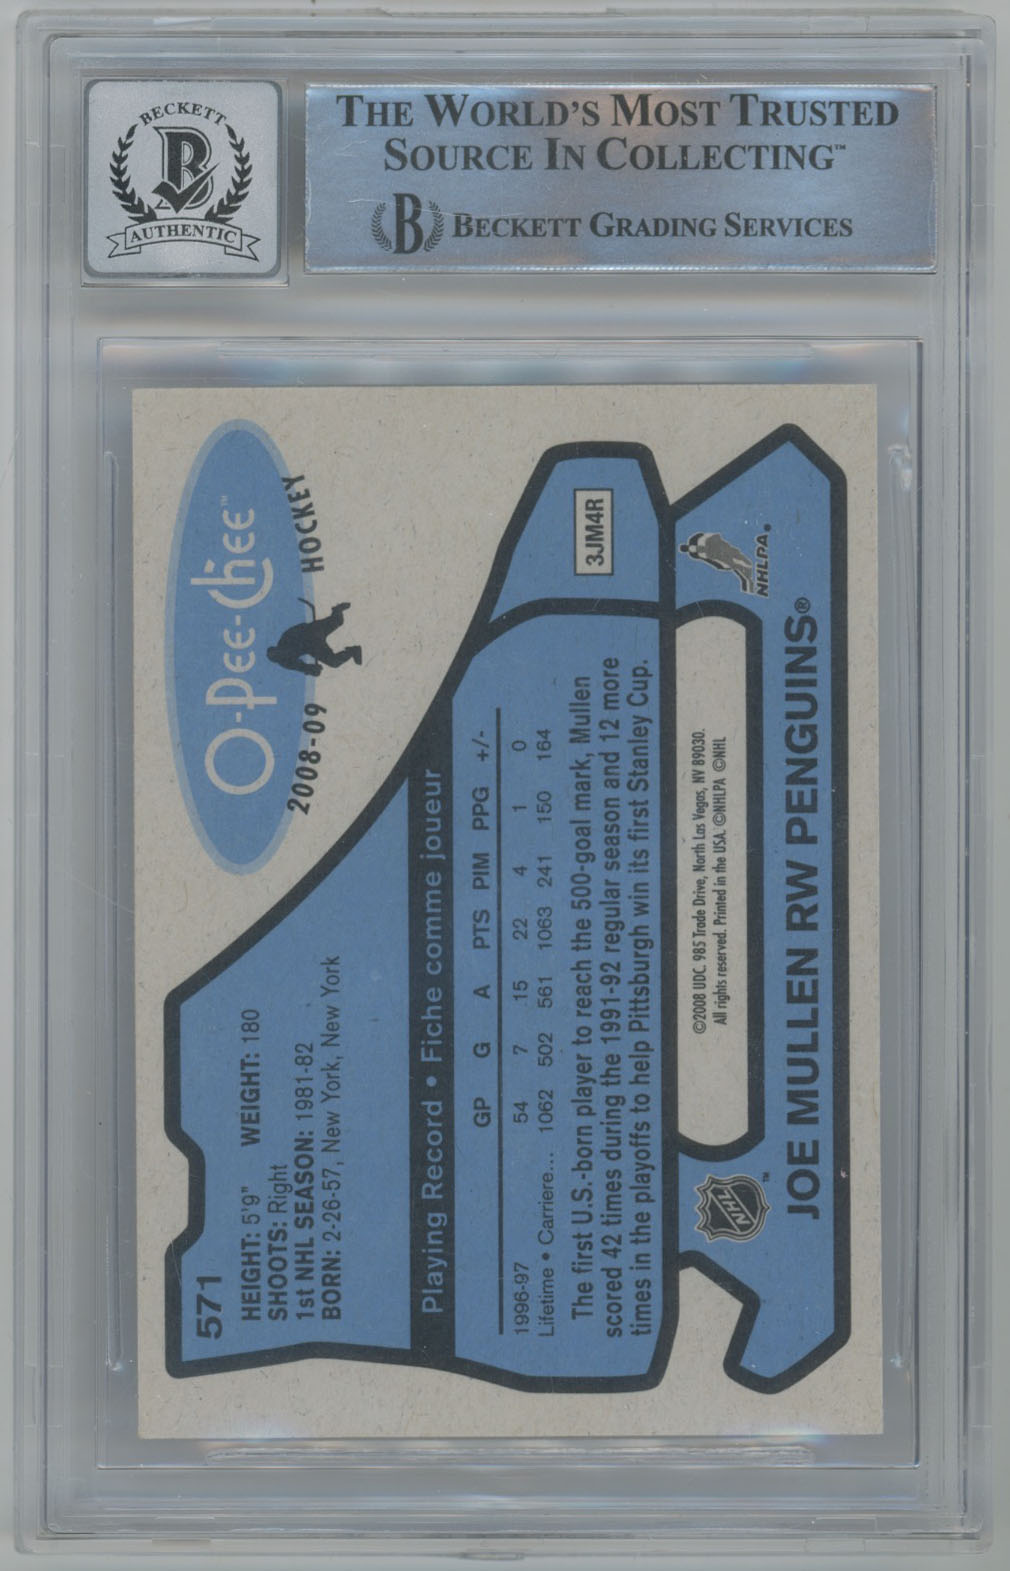 BECKETT
B
AUTHENTIC
THE WORLD'S MOST TRUSTED
SOURCE IN COLLECTING™
B BECKETT GRADING SERVICES
571
HEIGHT: 5'9" WEIGHT: 180
SHOOTS: Right
1st NHL SEASON: 1981-82
BORN: 2-26-57, New York, New York
O-Pee-Chee™
2008-09 HOCKEY
Playing Record • Fiche comme joueur
GP G A PTS PIM PPG +/-
1996-97 54 7 15 22 4 1 0
Lifetime • Carriere... 1062 502 561 1063 241 150 164
The first U.S.-born player to reach the 500-goal mark, Mullen
scored 42 times during the 1991-92 regular season and 12 more
times in the playoffs to help Pittsburgh win its first Stanley Cup.
3JM4R
NHL
™
©2008 UDC. 985 Trade Drive, North Las Vegas, NV 89030.
All rights reserved. Printed in the USA. ©NHLPA ©NHL
NHLPA.
JOE MULLEN RW PENGUINS®